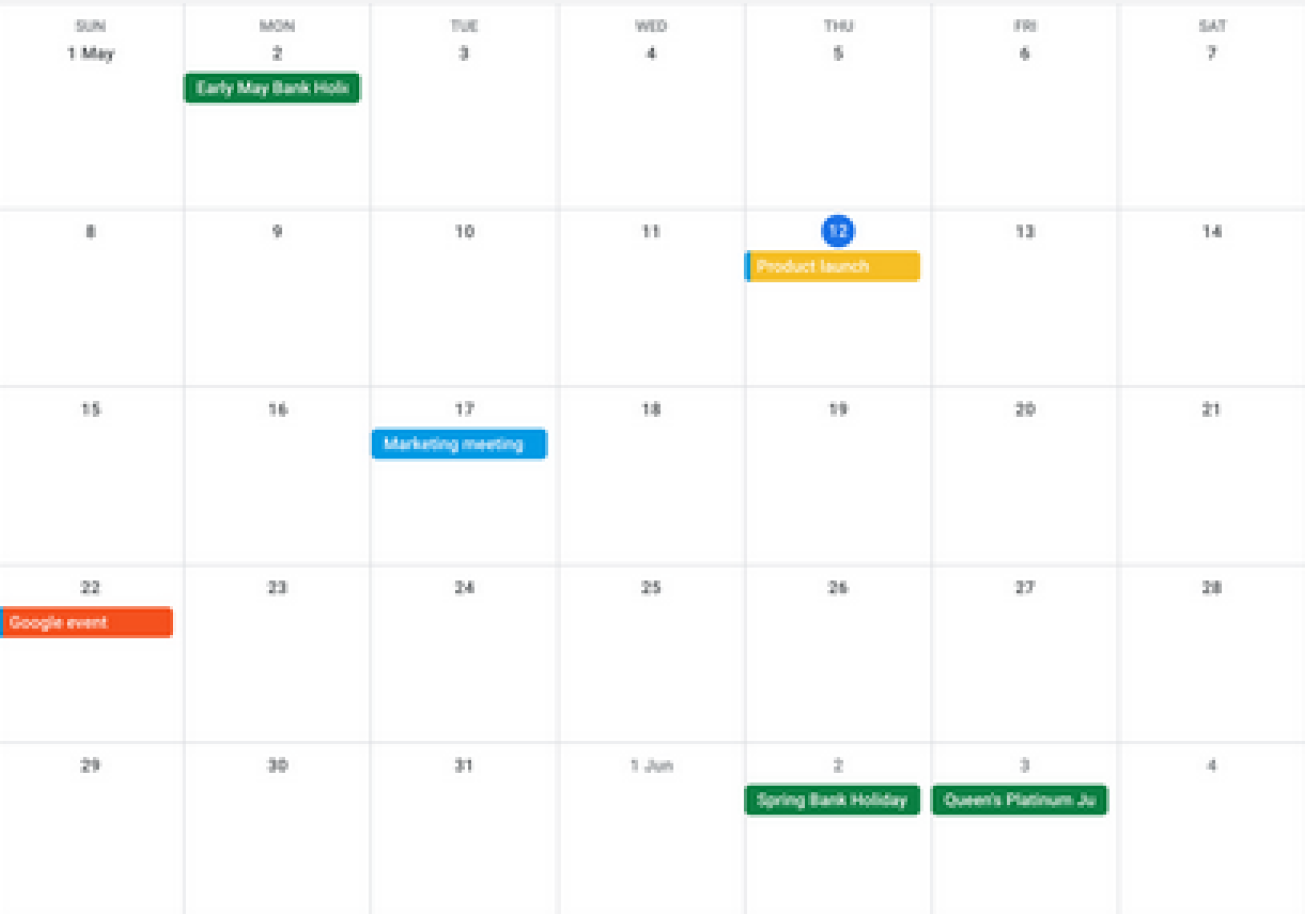 SUN MON TUE WED THU FRI SAT
1 May 2 3 4 5 6 7
Early May Bank Holi
8 9 10 11 12 13 14
Product launch
15 16 17 18 19 20 21
Marketing meeting
22 23 24 25 26 27 28
Google event
29 30 31 1 Jun 2 3 4
Spring Bank Holiday Queen's Platinum Ju